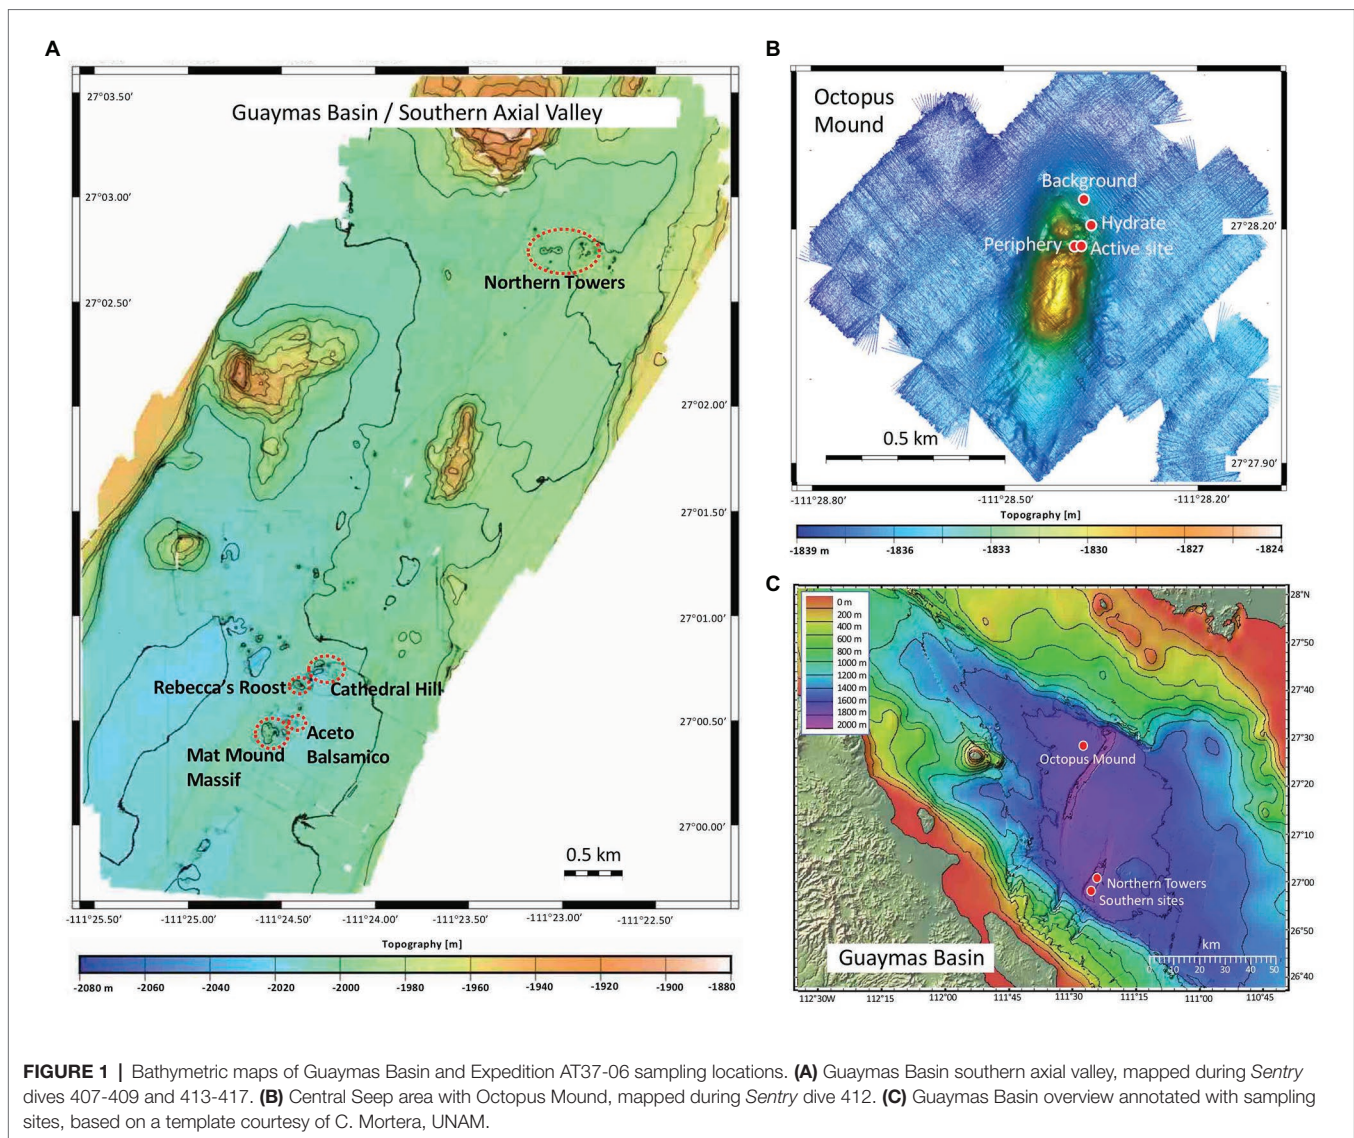 A
Guaymas Basin / Southern Axial Valley
27°03.50’
27°03.00’
27°02.50’
27°02.00’
27°01.50’
27°01.00’
27°00.50’
27°00.00’
Northern Towers
Rebecca’s Roost
Cathedral Hill
Aceto
Balsamico
Mat Mound
Massif
0.5 km
-111°25.50’ -111°25.00’ -111°24.50’ -111°24.00’ -111°23.50’ -111°23.00’ -111°22.50’
Topography [m]
-2080 m -2060 -2040 -2020 -2000 -1980 -1960 -1940 -1920 -1900 -1880
B
Octopus
Mound
Background
Hydrate
Periphery
Active site
27°28.20’
27°27.90’
0.5 km
-111°28.80’ -111°28.50’ -111°28.20’
Topography [m]
-1839 m -1836 -1833 -1830 -1827 -1824
C
0 m
200 m
400 m
600 m
800 m
1000 m
1200 m
1400 m
1600 m
1800 m
2000 m
28°N
27°50
27°40
27°30
27°20
27°10
27°00
26°50
26°40
Octopus Mound
Northern Towers
Southern sites
km
0 10 20 30 40 50
Guaymas Basin
112°30W 112°15 112°00 111°45 111°30 111°15 111°00 110°45
FIGURE 1 | Bathymetric maps of Guaymas Basin and Expedition AT37-06 sampling locations. (A) Guaymas Basin southern axial valley, mapped during Sentry
dives 407-409 and 413-417. (B) Central Seep area with Octopus Mound, mapped during Sentry dive 412. (C) Guaymas Basin overview annotated with sampling
sites, based on a template courtesy of C. Mortera, UNAM.